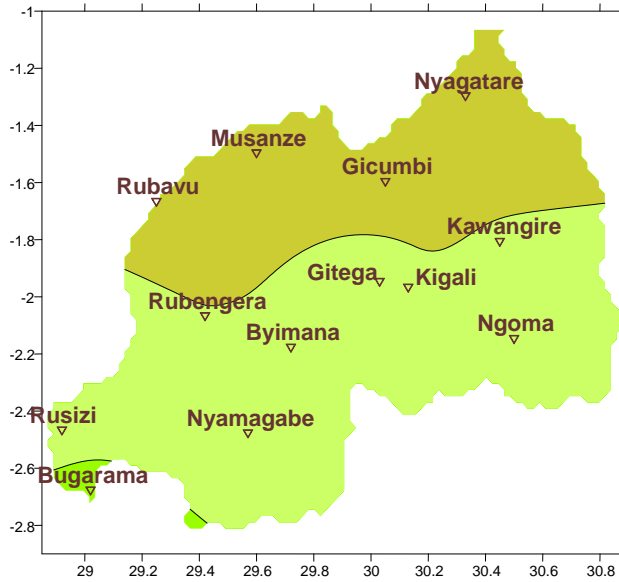 -1
Nyagatare
-1.2
-1.4
Musanze
Gicumbi
-1.6
Rubavu
Kawangire
-1.8
Gitega
Kigali
-2
Rubengera
Ngoma
Byimana
-2.2
-2.4
Rusizi
Nyamagabe
-2.6
Bugarama
-2.8
29 29.2 29.4 29.6 29.8 30 30.2 30.4 30.6 30.8